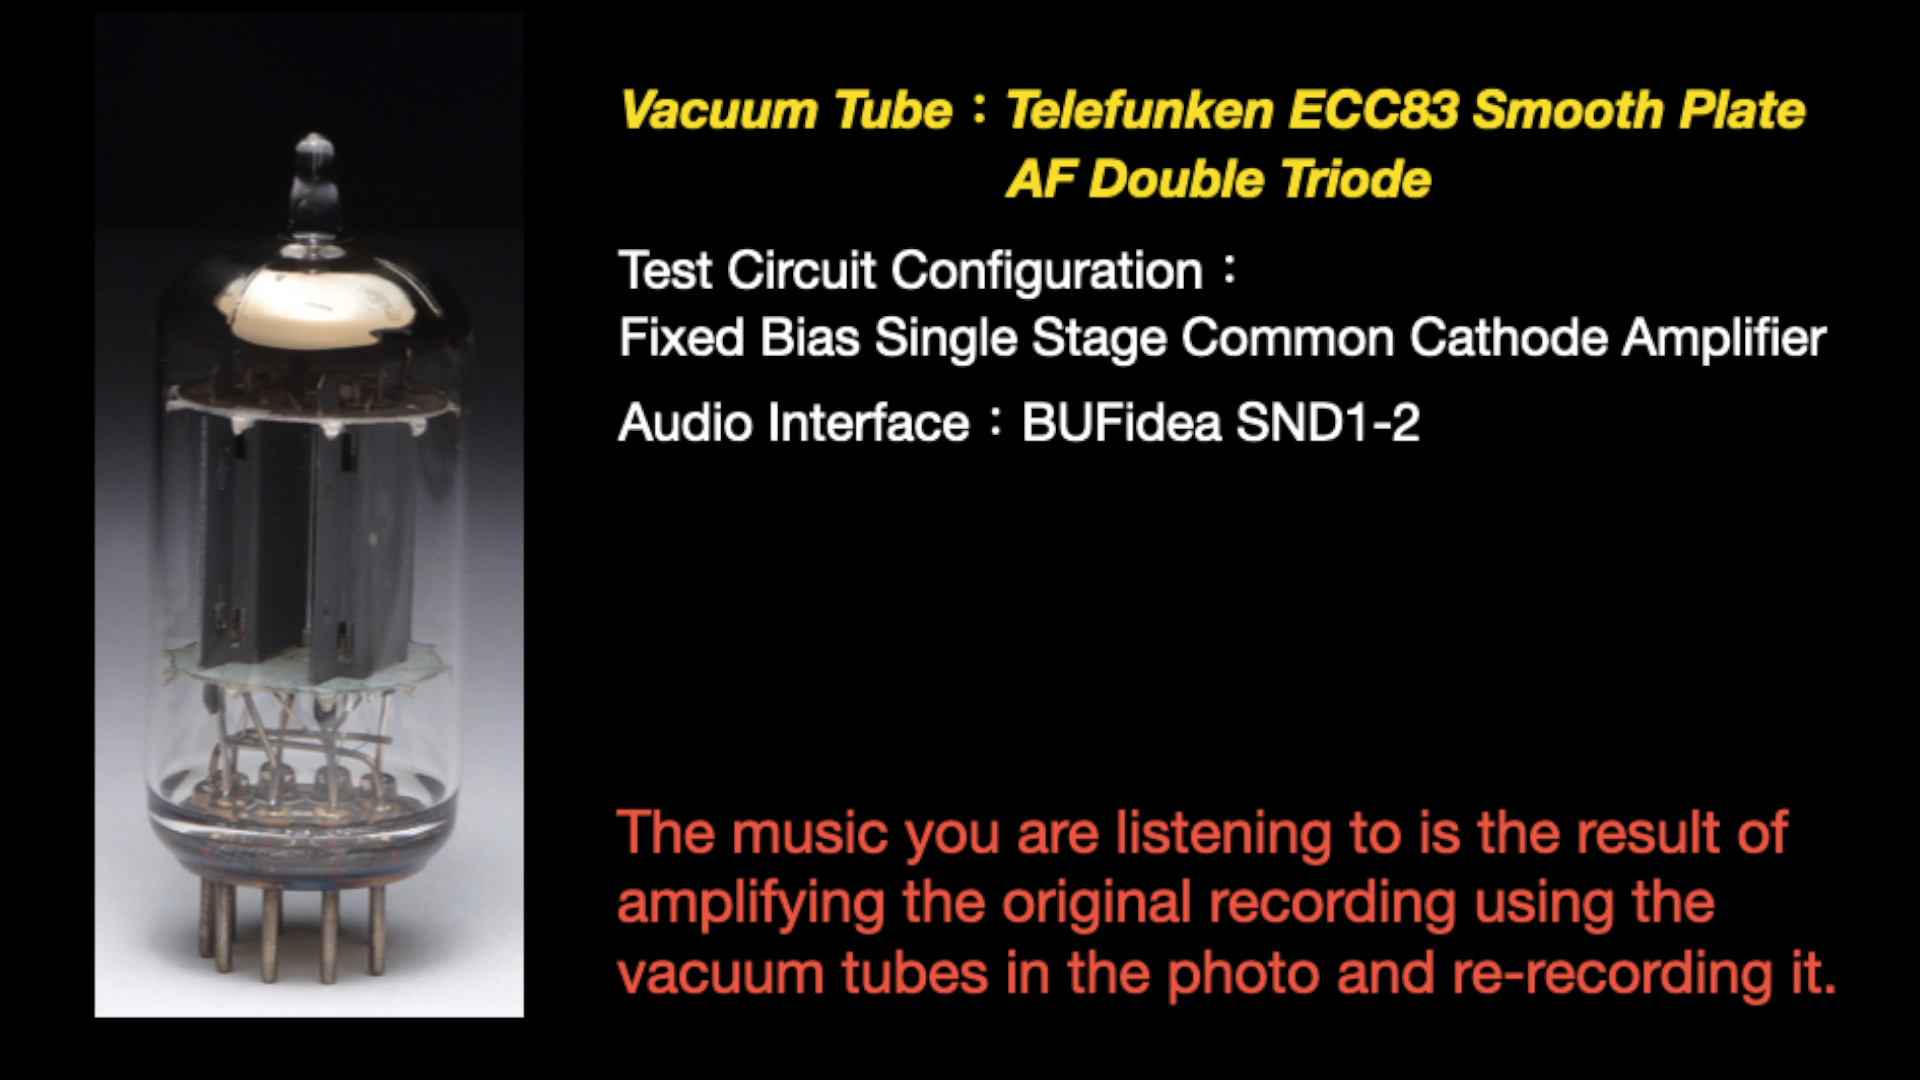 Vacuum Tube：Telefunken ECC83 Smooth Plate
AF Double Triode
Test Circuit Configuration：
Fixed Bias Single Stage Common Cathode Amplifier
Audio Interface：BUFidea SND1-2
The music you are listening to is the result of
amplifying the original recording using the
vacuum tubes in the photo and re-recording it.